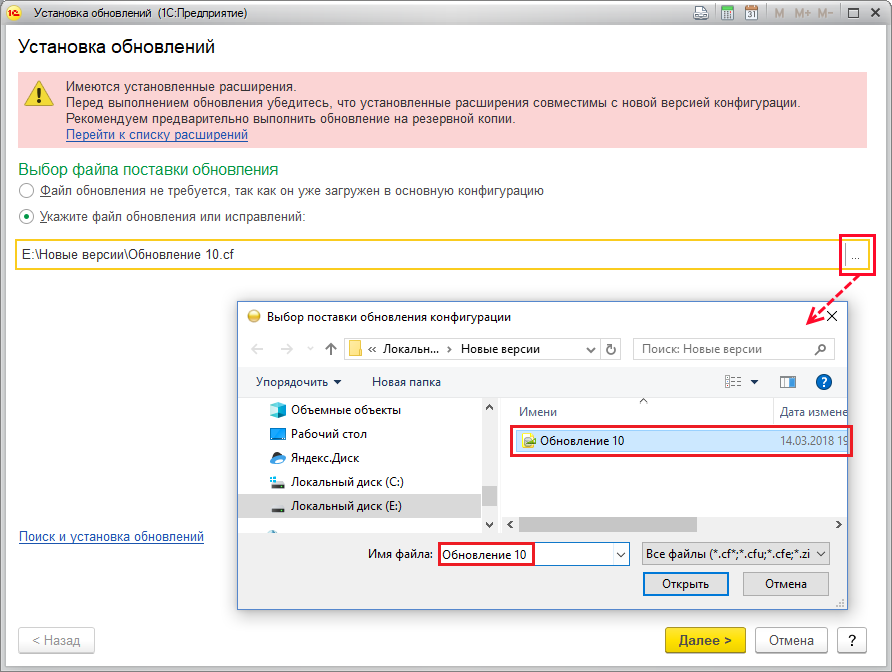 Установка обновлений (1С:Предприятие)
M M+ M-
31
Установка обновлений
Имеются установленные расширения.
Перед выполнением обновления убедитесь, что установленные расширения совместимы с новой версией конфигурации.
Рекомендуем предварительно выполнить обновление на резервной копии.
Перейти к списку расширений
Выбор файла поставки обновления
Файл обновления не требуется, так как он уже загружен в основную конфигурацию
Укажите файл обновления или исправлений:
E:\Новые версии\Обновление 10.cf
...
Выбор поставки обновления конфигурации
« Локальн... › Новые версии
Поиск: Новые версии
Упорядочить
Новая папка
?
Объемные объекты
Рабочий стол
Яндекс.Диск
Локальный диск (C:)
Локальный диск (E:)
Имени
Дата измене
Обновление 10
14.03.2018 19
Имя файла:
Обновление 10
Все файлы (*.cf*;*.cfu;*.cfe;*.zi
Открыть
Отмена
Поиск и установка обновлений
< Назад
Далее >
Отмена
?